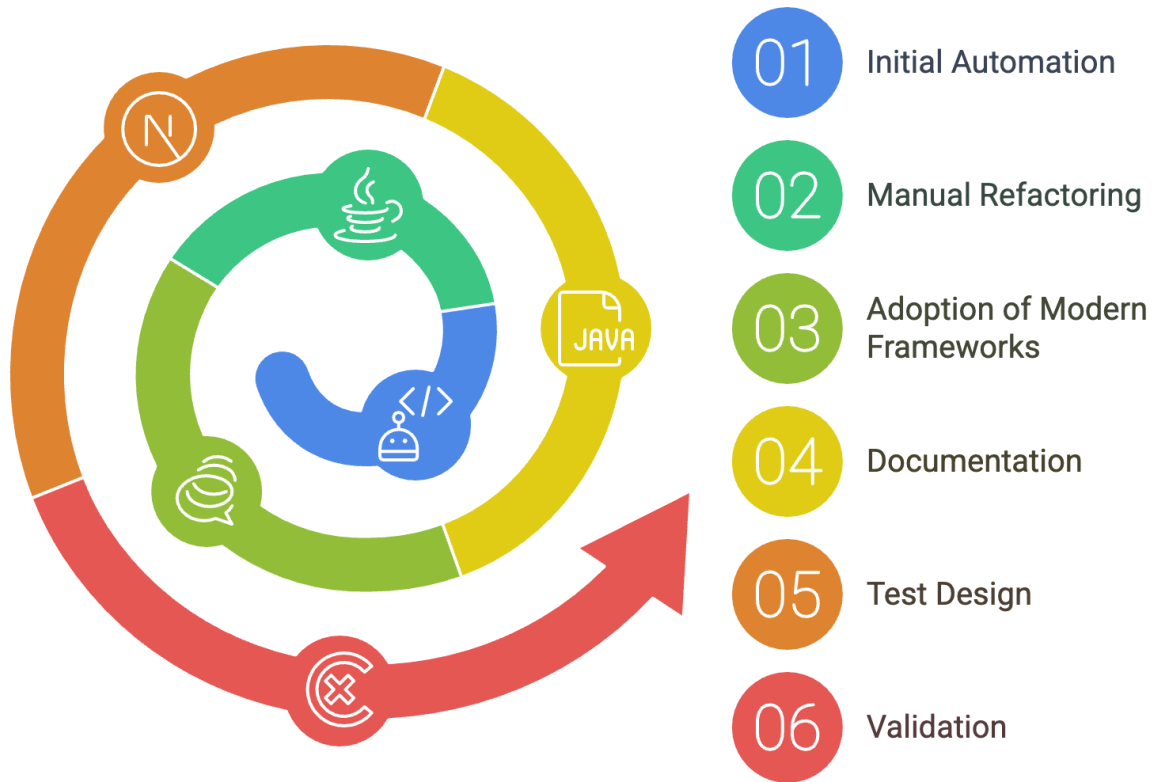 01 Initial Automation
02 Manual Refactoring
03 Adoption of Modern
Frameworks
04 Documentation
05 Test Design
06 Validation
N
</>
JAVA